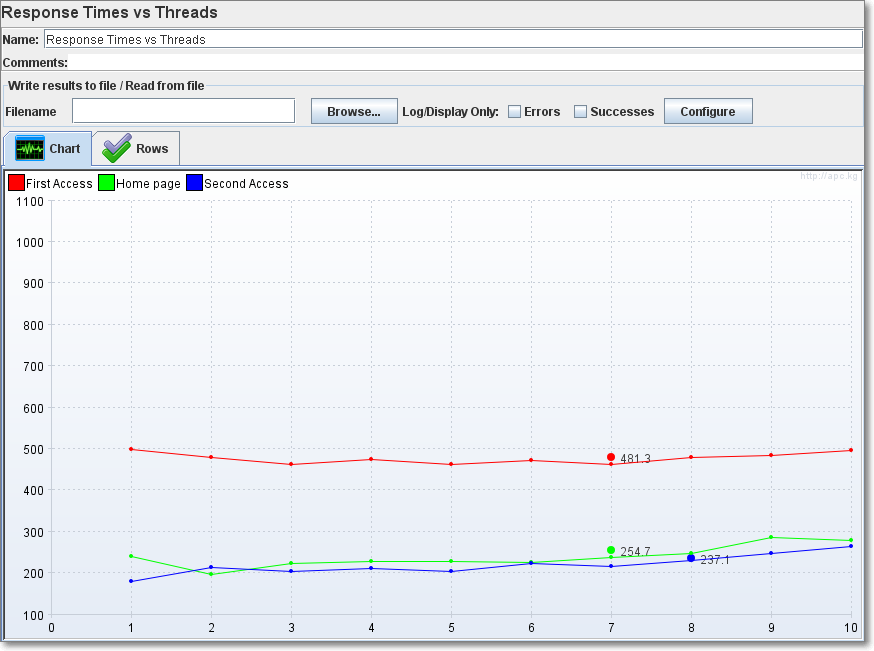 Response Times vs Threads
Name: Response Times vs Threads
Comments:
Write results to file / Read from file
Filename Browse... Log/Display Only: Errors Successes Configure
Chart Rows
http://apc.kg
First Access Home page Second Access
1100
1000
900
800
700
600
500
481.3
400
300
254.7
237.1
200
100
0 1 2 3 4 5 6 7 8 9 10